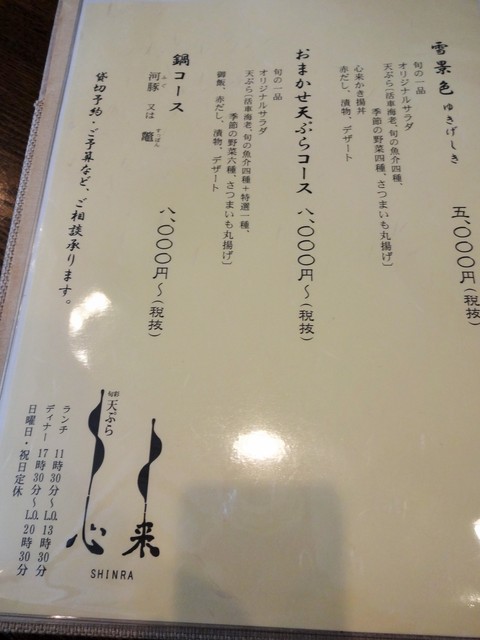 雪景色 ゆきげしき
五、〇〇〇円(税抜)
旬の一品
オリジナルサラダ
天ぷら(活車海老、旬の魚介四種、
季節の野菜四種、さつまいも丸揚げ)
心来かき揚丼
赤だし、漬物、デザート
おまかせ天ぷらコース 八、〇〇〇円〜(税抜)
旬の一品
オリジナルサラダ
天ぷら(活車海老、旬の魚介四種+特選一種、
季節の野菜六種、さつまいも丸揚げ)
御飯、赤だし、漬物、デザート
鍋コース
河豚 ふぐ 又は 鼈 すっぽん
八、〇〇〇円〜(税抜)
貸切予約・ご予算など、ご相談承ります。
旬彩 天ぷら
心来
SHINRA
ランチ 11時30分〜L.O.13時30分
ディナー 17時30分〜L.O.20時30分
日曜日・祝日定休